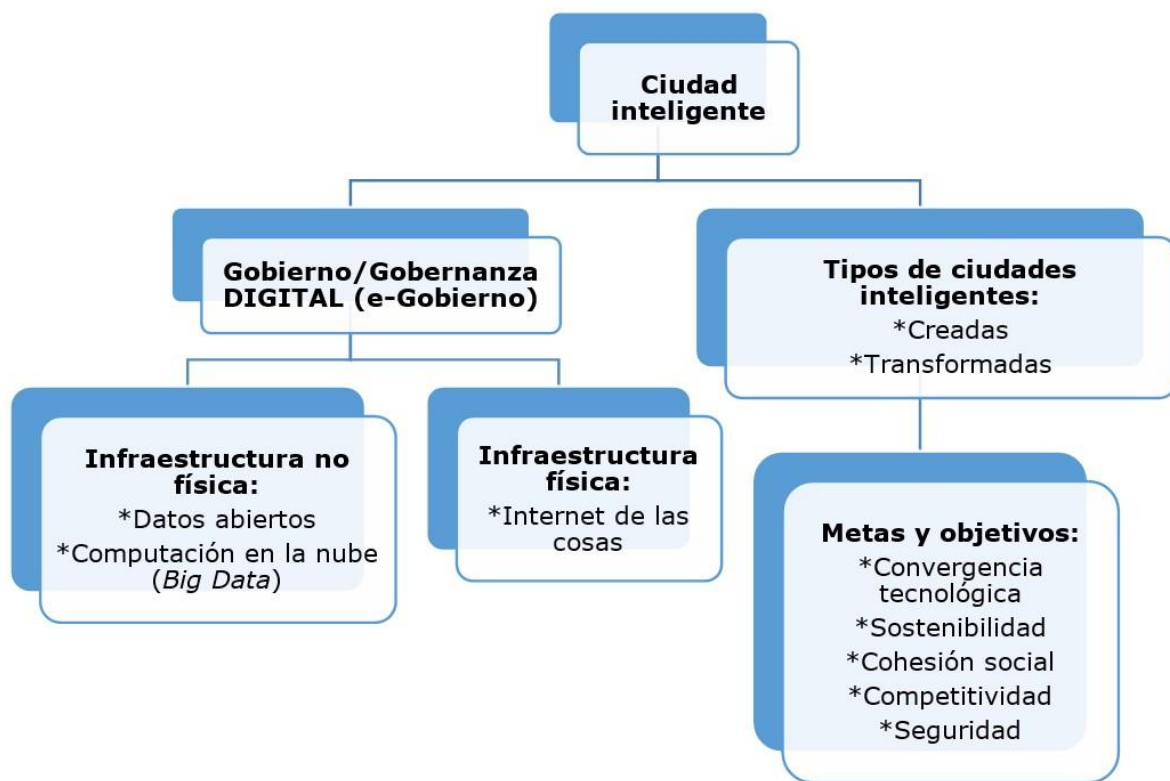 Ciudad
inteligente
Gobierno/Gobernanza
DIGITAL (e-Gobierno)
Tipos de ciudades
inteligentes:
*Creadas
*Transformadas
Infraestructura no
física:
*Datos abiertos
*Computación en la nube
(Big Data)
Infraestructura
física:
*Internet de las
cosas
Metas y objetivos:
*Convergencia
tecnológica
*Sostenibilidad
*Cohesión social
*Competitividad
*Seguridad